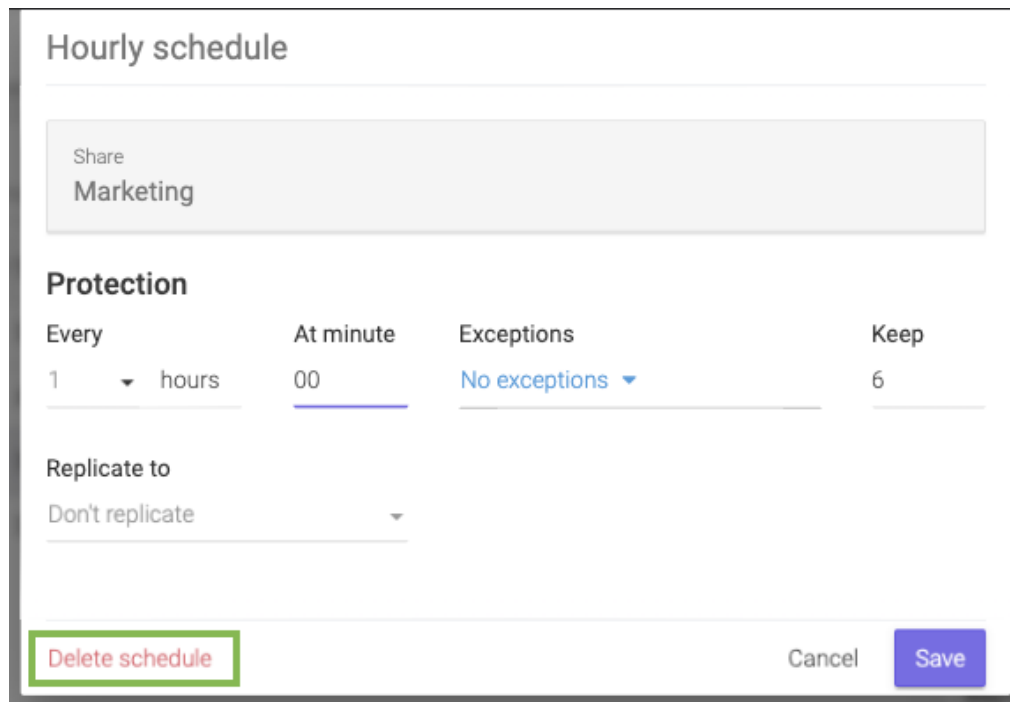 Hourly schedule
Share
Marketing
Protection
Every At minute Exceptions Keep
1 hours 00 No exceptions 6
Replicate to
Don't replicate
Delete schedule Cancel Save